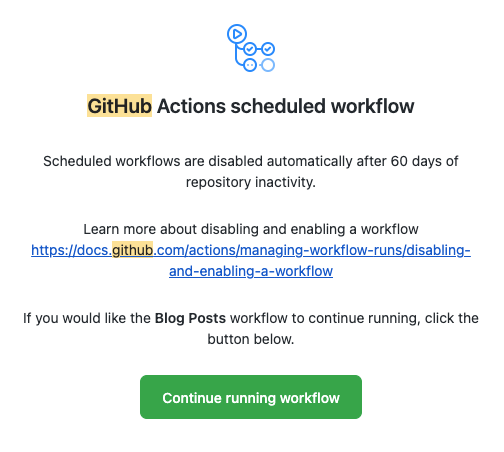 GitHub Actions scheduled workflow
Scheduled workflows are disabled automatically after 60 days of
repository inactivity.
Learn more about disabling and enabling a workflow
https://docs.github.com/actions/managing-workflow-runs/disabling-
and-enabling-a-workflow
If you would like the Blog Posts workflow to continue running, click the
button below.
Continue running workflow